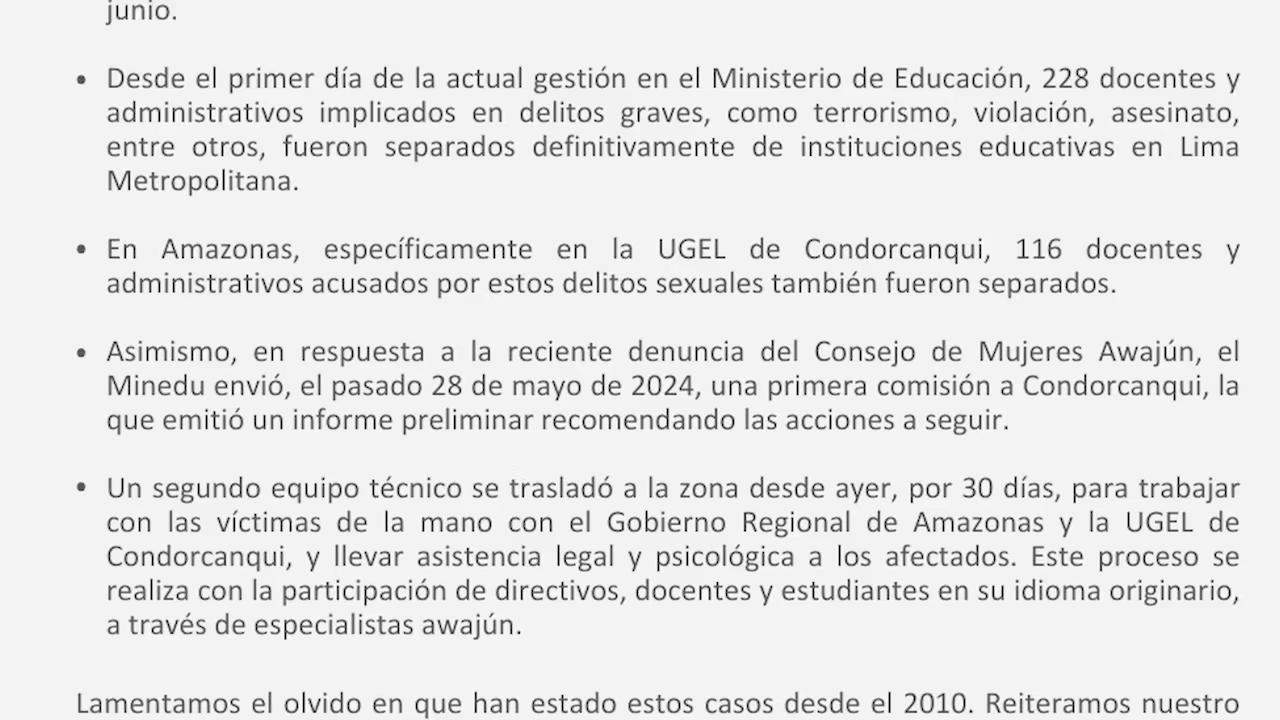 junio.
• Desde el primer día de la actual gestión en el Ministerio de Educación, 228 docentes y
administrativos implicados en delitos graves, como terrorismo, violación, asesinato,
entre otros, fueron separados definitivamente de instituciones educativas en Lima
Metropolitana.
• En Amazonas, específicamente en la UGEL de Condorcanqui, 116 docentes y
administrativos acusados por estos delitos sexuales también fueron separados.
• Asimismo, en respuesta a la reciente denuncia del Consejo de Mujeres Awajún, el
Minedu envió, el pasado 28 de mayo de 2024, una primera comisión a Condorcanqui, la
que emitió un informe preliminar recomendando las acciones a seguir.
• Un segundo equipo técnico se trasladó a la zona desde ayer, por 30 días, para trabajar
con las víctimas de la mano con el Gobierno Regional de Amazonas y la UGEL de
Condorcanqui, y llevar asistencia legal y psicológica a los afectados. Este proceso se
realiza con la participación de directivos, docentes y estudiantes en su idioma originario,
a través de especialistas awajún.
Lamentamos el olvido en que han estado estos casos desde el 2010. Reiteramos nuestro